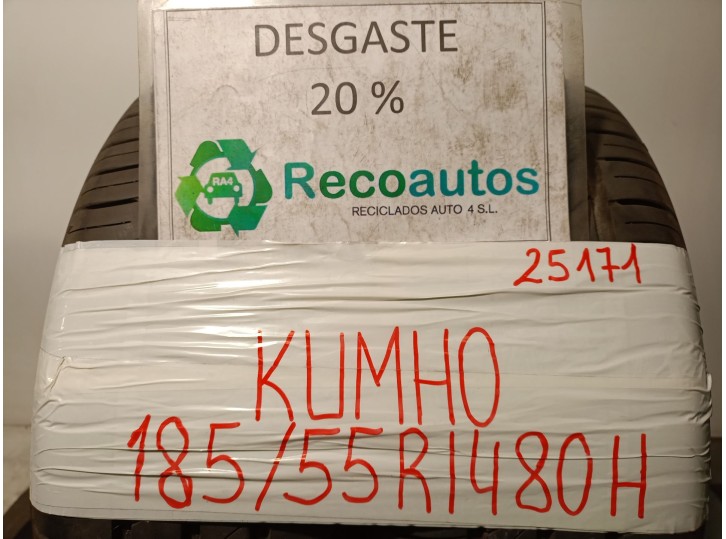 DESGASTE
20 %
RA4
Recoautos
RECICLADOS AUTO 4 S.L.
25171
KUMHO
185/55R1480H